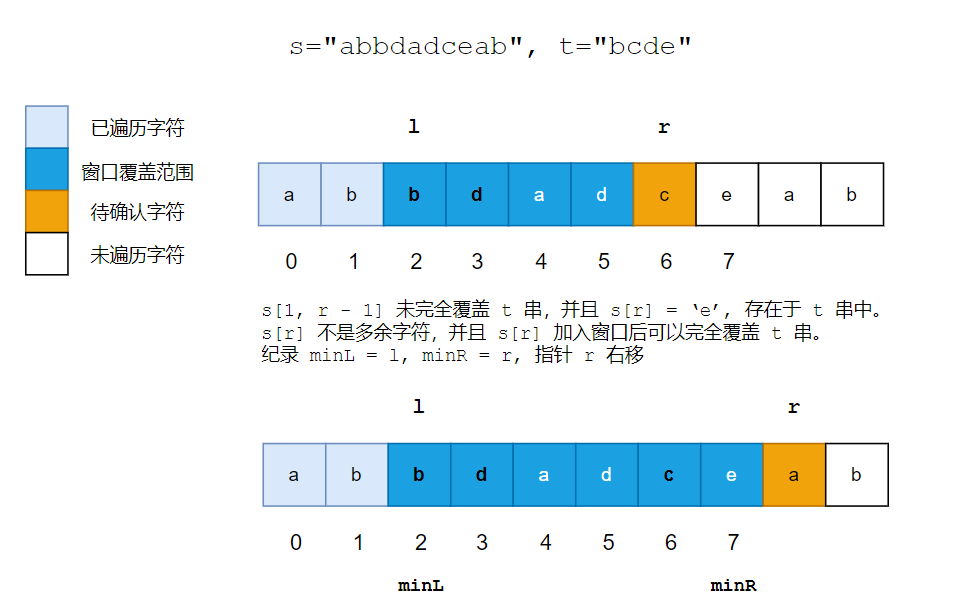 s="abbdadceab", t="bcde"
已遍历字符
窗口覆盖范围
待确认字符
未遍历字符
l r
a b b d a d c e a b
0 1 2 3 4 5 6 7
s[l, r - 1] 未完全覆盖 t 串, 并且 s[r] = ‘e’, 存在于 t 串中。
s[r] 不是多余字符, 并且 s[r] 加入窗口后可以完全覆盖 t 串。
纪录 minL = l, minR = r, 指针 r 右移
l r
a b b d a d c e a b
0 1 2 3 4 5 6 7
minL minR